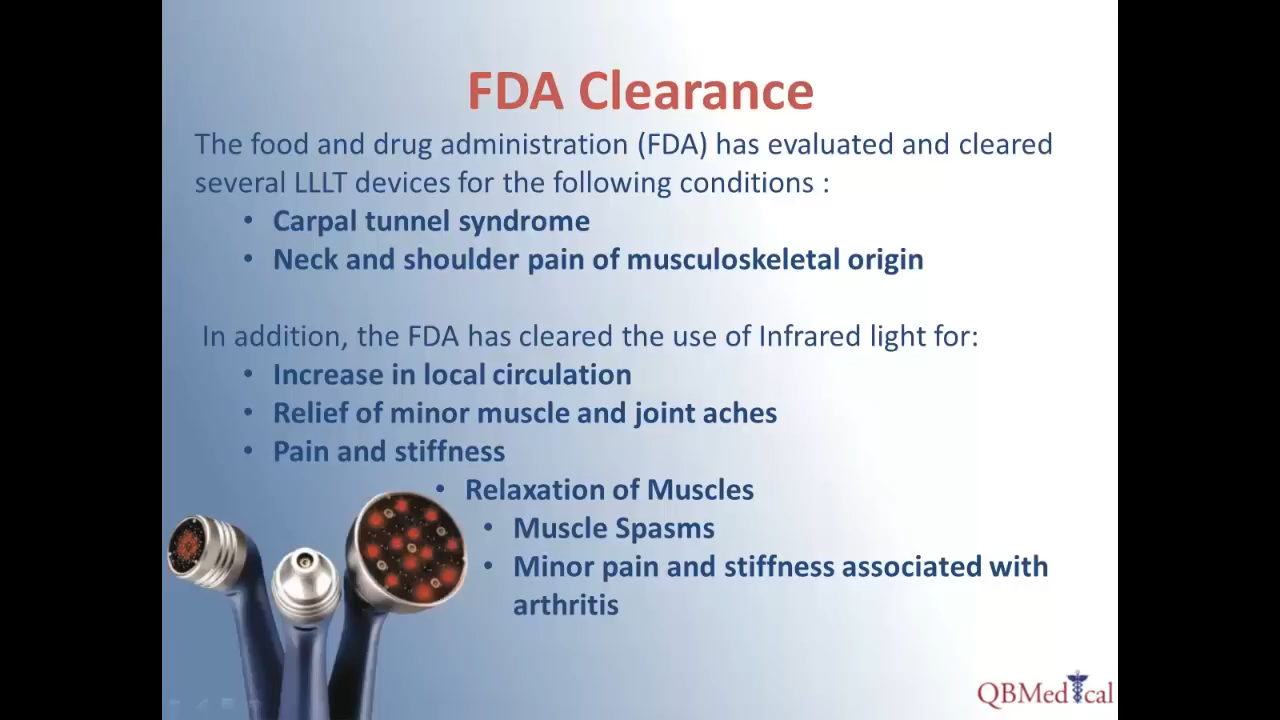 FDA Clearance
The food and drug administration (FDA) has evaluated and cleared
several LLLT devices for the following conditions :
• Carpal tunnel syndrome
• Neck and shoulder pain of musculoskeletal origin
In addition, the FDA has cleared the use of Infrared light for:
• Increase in local circulation
• Relief of minor muscle and joint aches
• Pain and stiffness
• Relaxation of Muscles
• Muscle Spasms
• Minor pain and stiffness associated with
arthritis
QBMedical